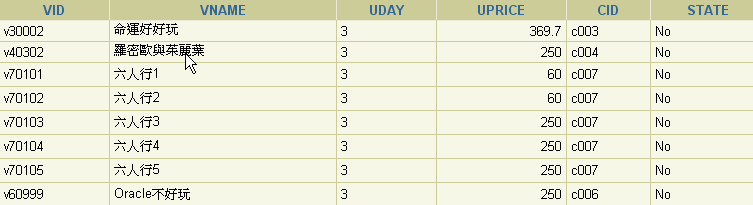 VID VNAME UDAY UPRICE CID STATE
v30002 命運好好玩 3 369.7 c003 No
v40302 羅密歐與茱麗葉 3 250 c004 No
v70101 六人行1 3 60 c007 No
v70102 六人行2 3 60 c007 No
v70103 六人行3 3 250 c007 No
v70104 六人行4 3 250 c007 No
v70105 六人行5 3 250 c007 No
v60999 Oracle不好玩 3 250 c006 No